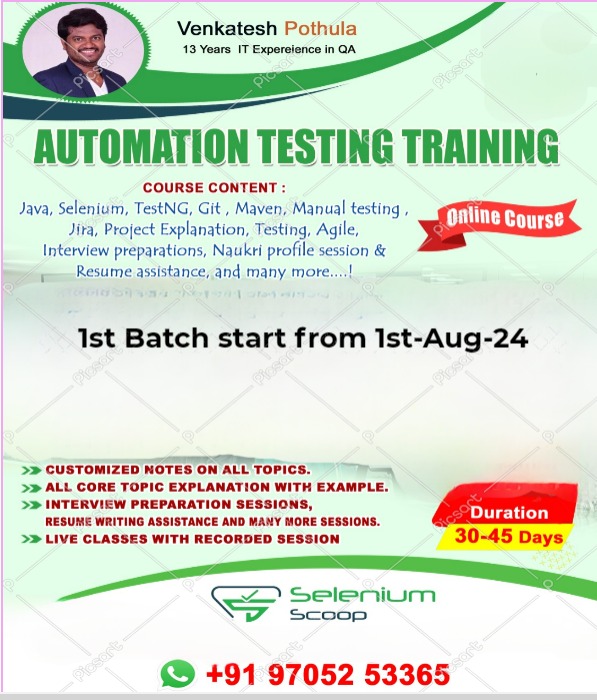 Venkatesh Pothula
13 Years IT Expereience in QA
AUTOMATION TESTING TRAINING
COURSE CONTENT :
Java, Selenium, TestNG, Git , Maven, Manual testing ,
Jira, Project Explanation, Testing, Agile,
Interview preparations, Naukri profile session &
Resume assistance, and many more....!
Online Course
1st Batch start from 1st-Aug-24
CUSTOMIZED NOTES ON ALL TOPICS.
ALL CORE TOPIC EXPLANATION WITH EXAMPLE.
INTERVIEW PREPARATION SESSIONS,
RESUME WRITING ASSISTANCE AND MANY MORE SESSIONS.
LIVE CLASSES WITH RECORDED SESSION
Duration
30-45 Days
Selenium
Scoop
+91 97052 53365
Picsart